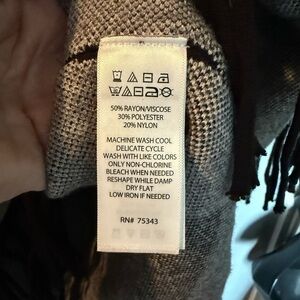 50% RAYON/VISCOSE
30% POLYESTER
20% NYLON
MACHINE WASH COOL
DELICATE CYCLE
WASH WITH LIKE COLORS
ONLY NON-CHLORINE
BLEACH WHEN NEEDED
RESHAPE WHILE DAMP
DRY FLAT
LOW IRON IF NEEDED
RN# 75343